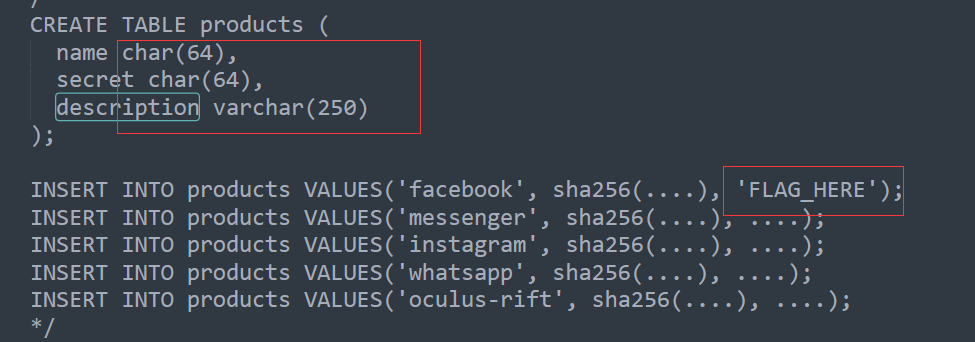 /
CREATE TABLE products (
  name char(64),
  secret char(64),
  description varchar(250)
);

INSERT INTO products VALUES('facebook', sha256(....), 'FLAG_HERE');
INSERT INTO products VALUES('messenger', sha256(....), ....);
INSERT INTO products VALUES('instagram', sha256(....), ....);
INSERT INTO products VALUES('whatsapp', sha256(....), ....);
INSERT INTO products VALUES('oculus-rift', sha256(....), ....);
*/